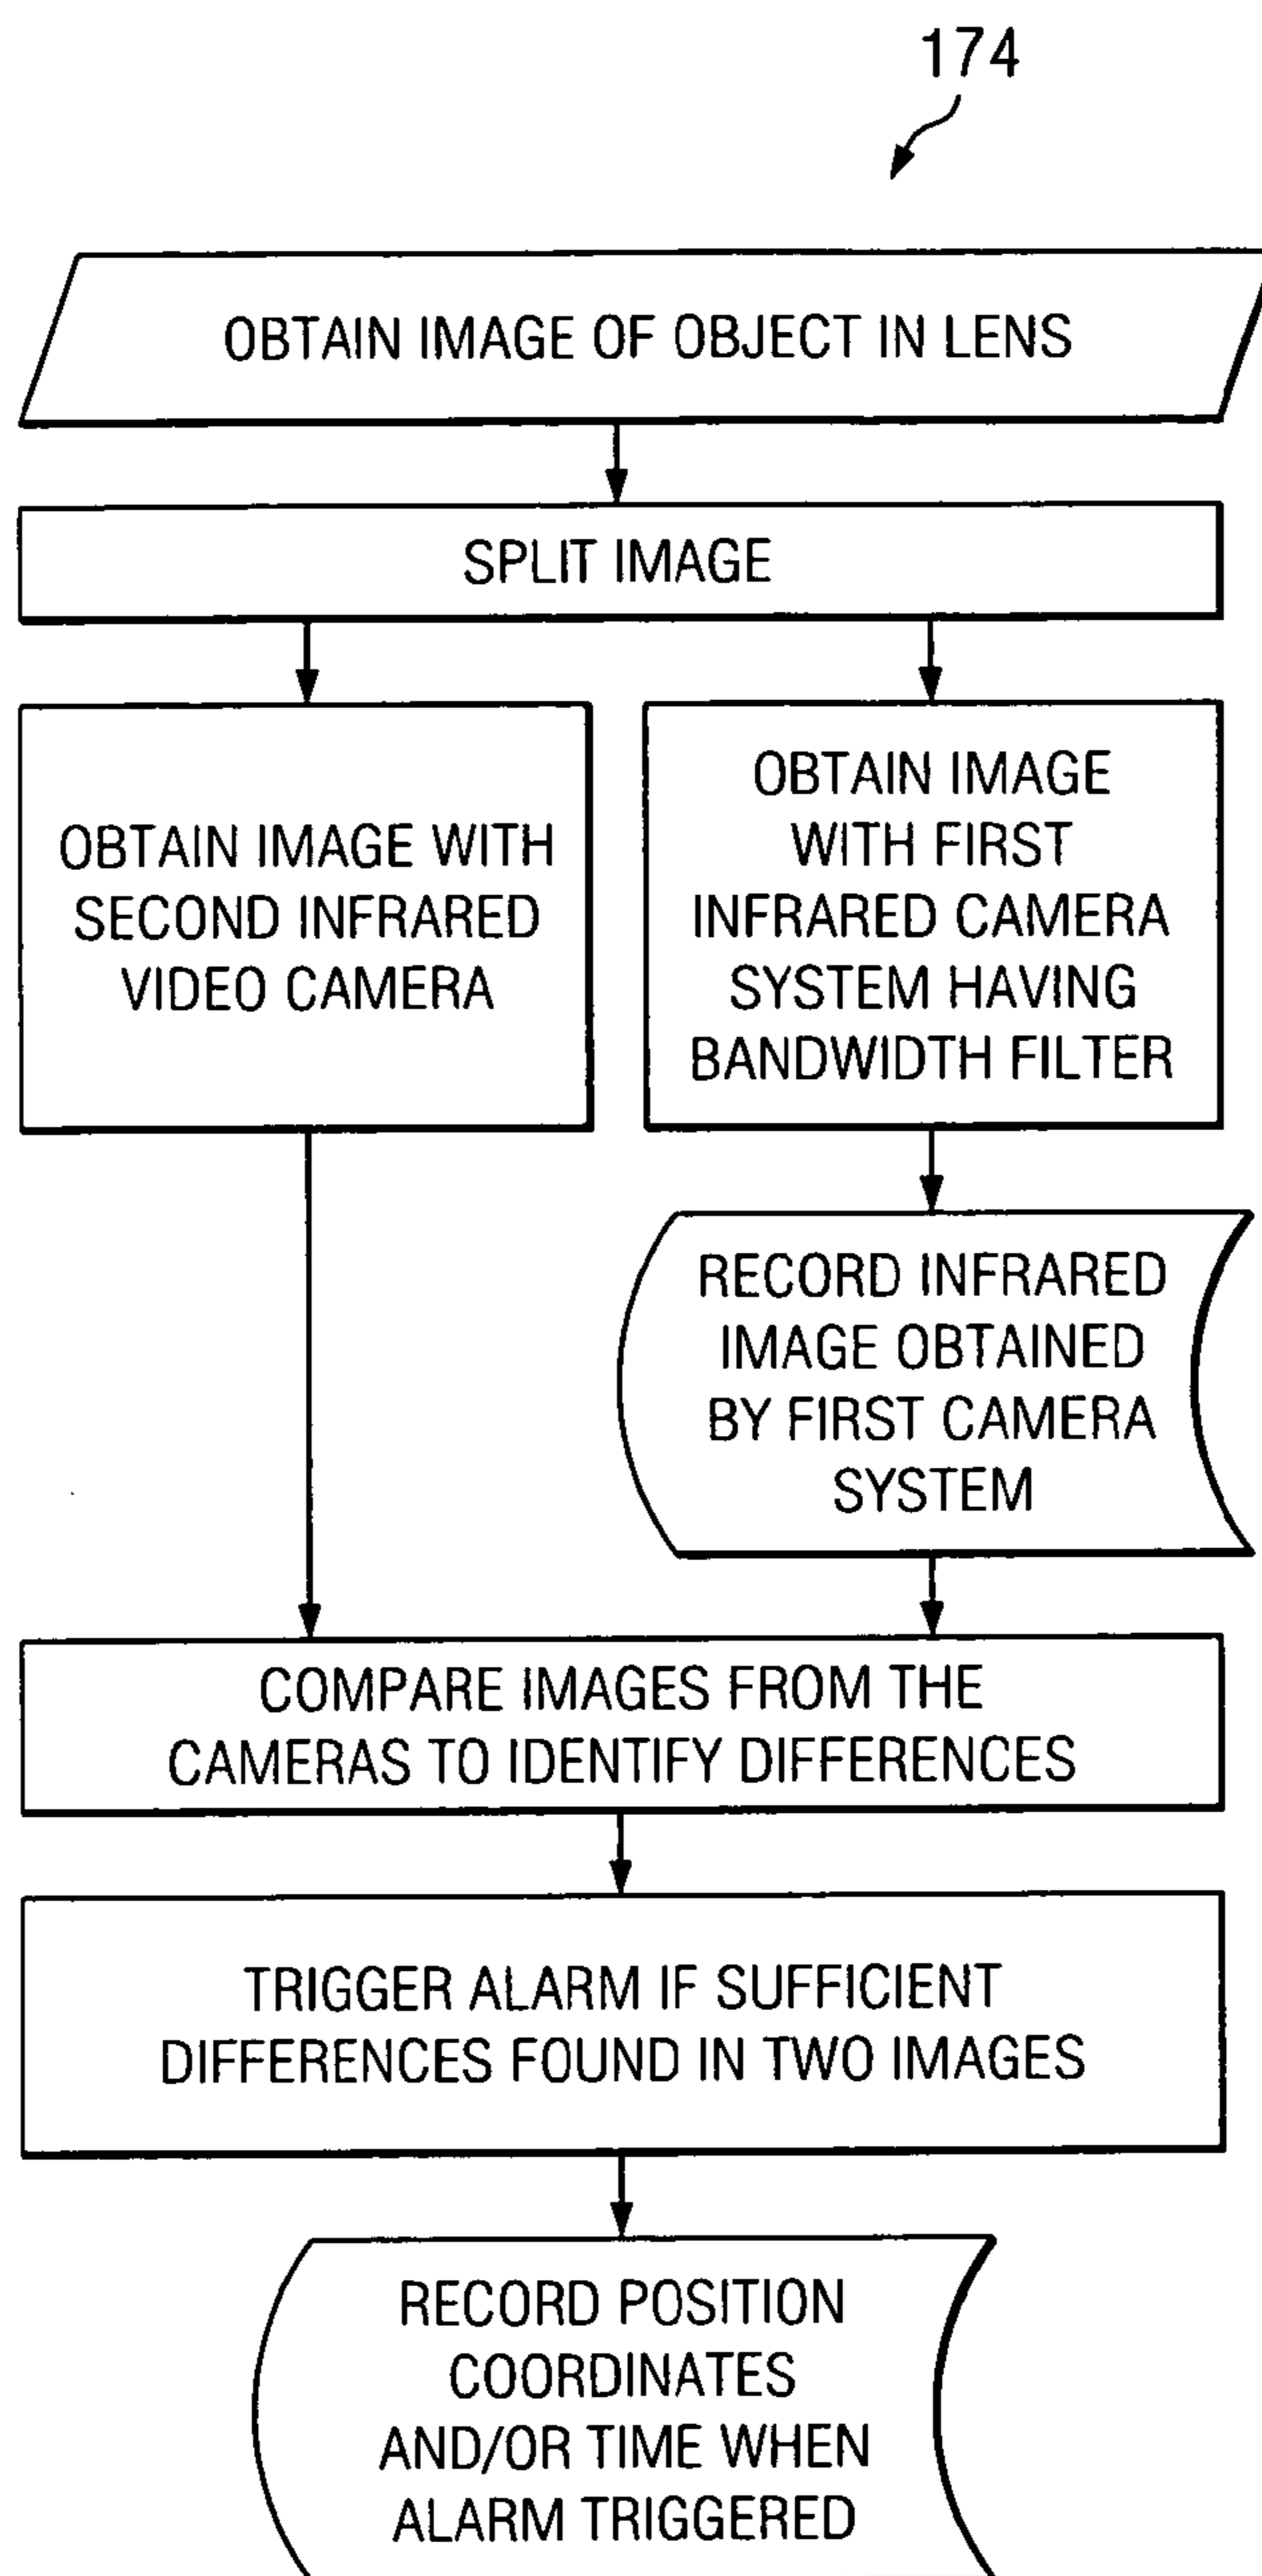 174
OBTAIN IMAGE OF OBJECT IN LENS
SPLIT IMAGE
OBTAIN IMAGE WITH
SECOND INFRARED
VIDEO CAMERA
OBTAIN IMAGE
WITH FIRST
INFRARED CAMERA
SYSTEM HAVING
BANDWIDTH FILTER
RECORD INFRARED
IMAGE OBTAINED
BY FIRST CAMERA
SYSTEM
COMPARE IMAGES FROM THE
CAMERAS TO IDENTIFY DIFFERENCES
TRIGGER ALARM IF SUFFICIENT
DIFFERENCES FOUND IN TWO IMAGES
RECORD POSITION
COORDINATES
AND/OR TIME WHEN
ALARM TRIGGERED